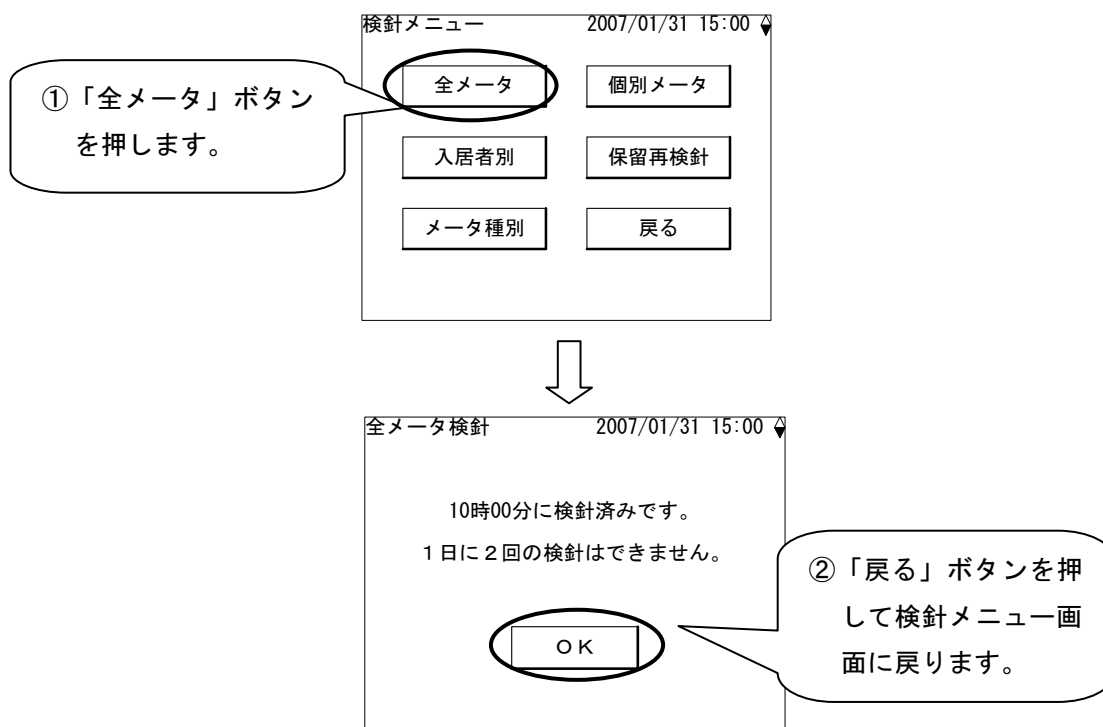 検針メニュー 2007/01/31 15:00
①「全メータ」ボタン
を押します。
全メータ 個別メータ
入居者別 保留再検針
メータ種別 戻る
全メータ検針 2007/01/31 15:00
10時00分に検針済みです。
1日に2回の検針はできません。
OK
②「戻る」ボタンを押
して検針メニュー画
面に戻ります。